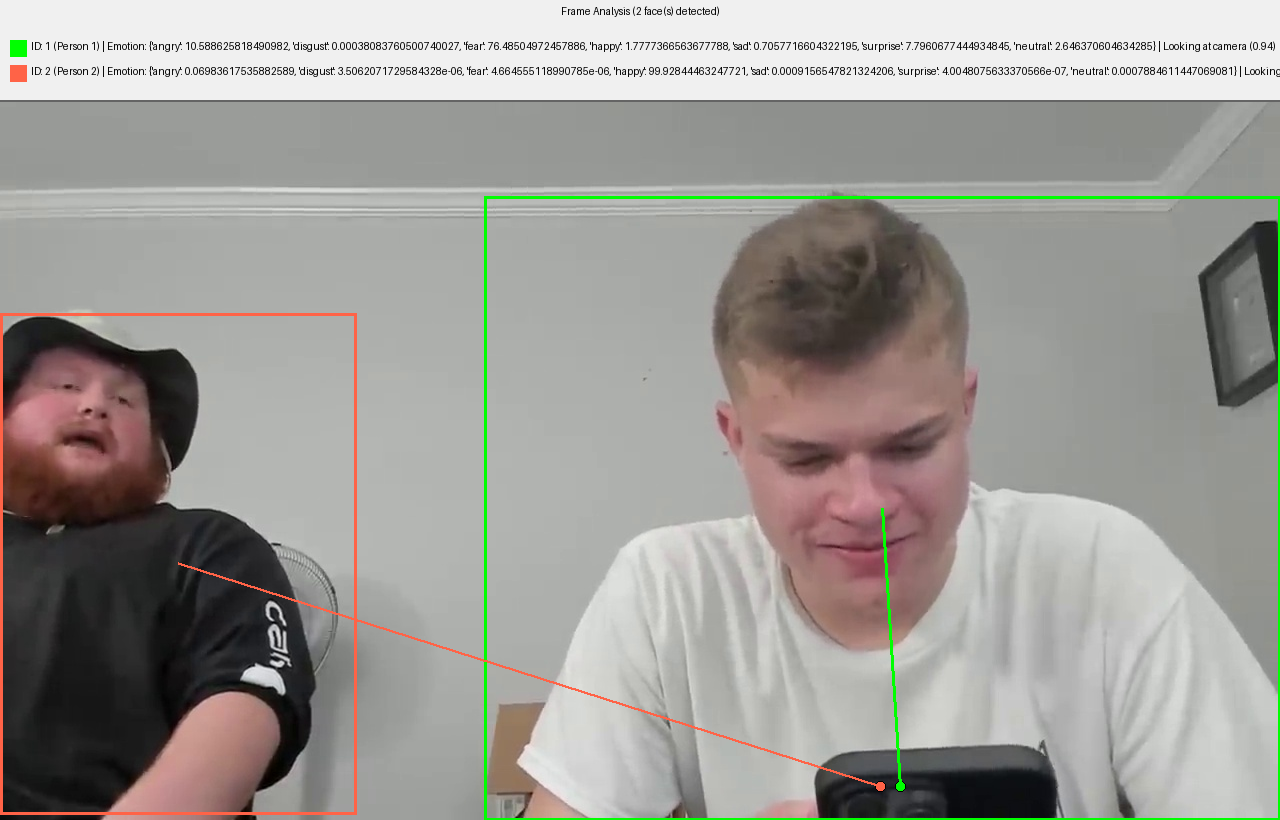 Frame Analysis (2 face(s) detected)
ID: 1 (Person 1) | Emotion: {'angry': 10.588625818490982, 'disgust': 0.00038083760500740027, 'fear': 76.48504972457886, 'happy': 1.7777366563677788, 'sad': 0.7057716604322195, 'surprise': 7.7960677444934845, 'neutral': 2.646370604634285} | Looking at camera (0.94)
ID: 2 (Person 2) | Emotion: {'angry': 0.06983617535882589, 'disgust': 3.5062071729584328e-06, 'fear': 4.664555118990785e-06, 'happy': 99.92844463247721, 'sad': 0.0009156547821324206, 'surprise': 4.0048075633370566e-07, 'neutral': 0.0007884611447069081} | Looking